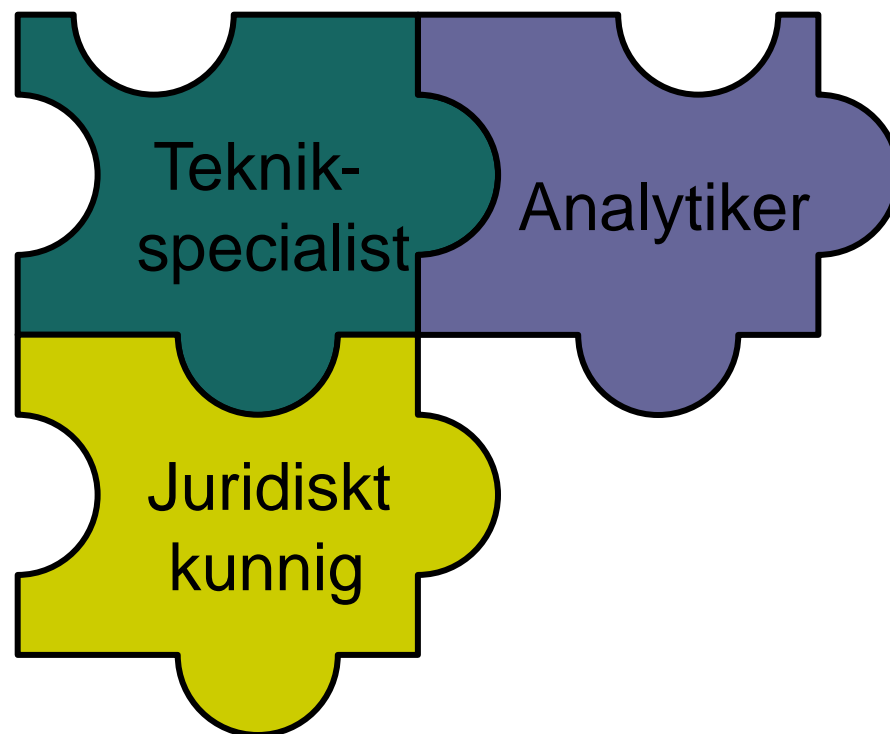 Teknik-
specialist
Analytiker
Juridiskt
kunnig